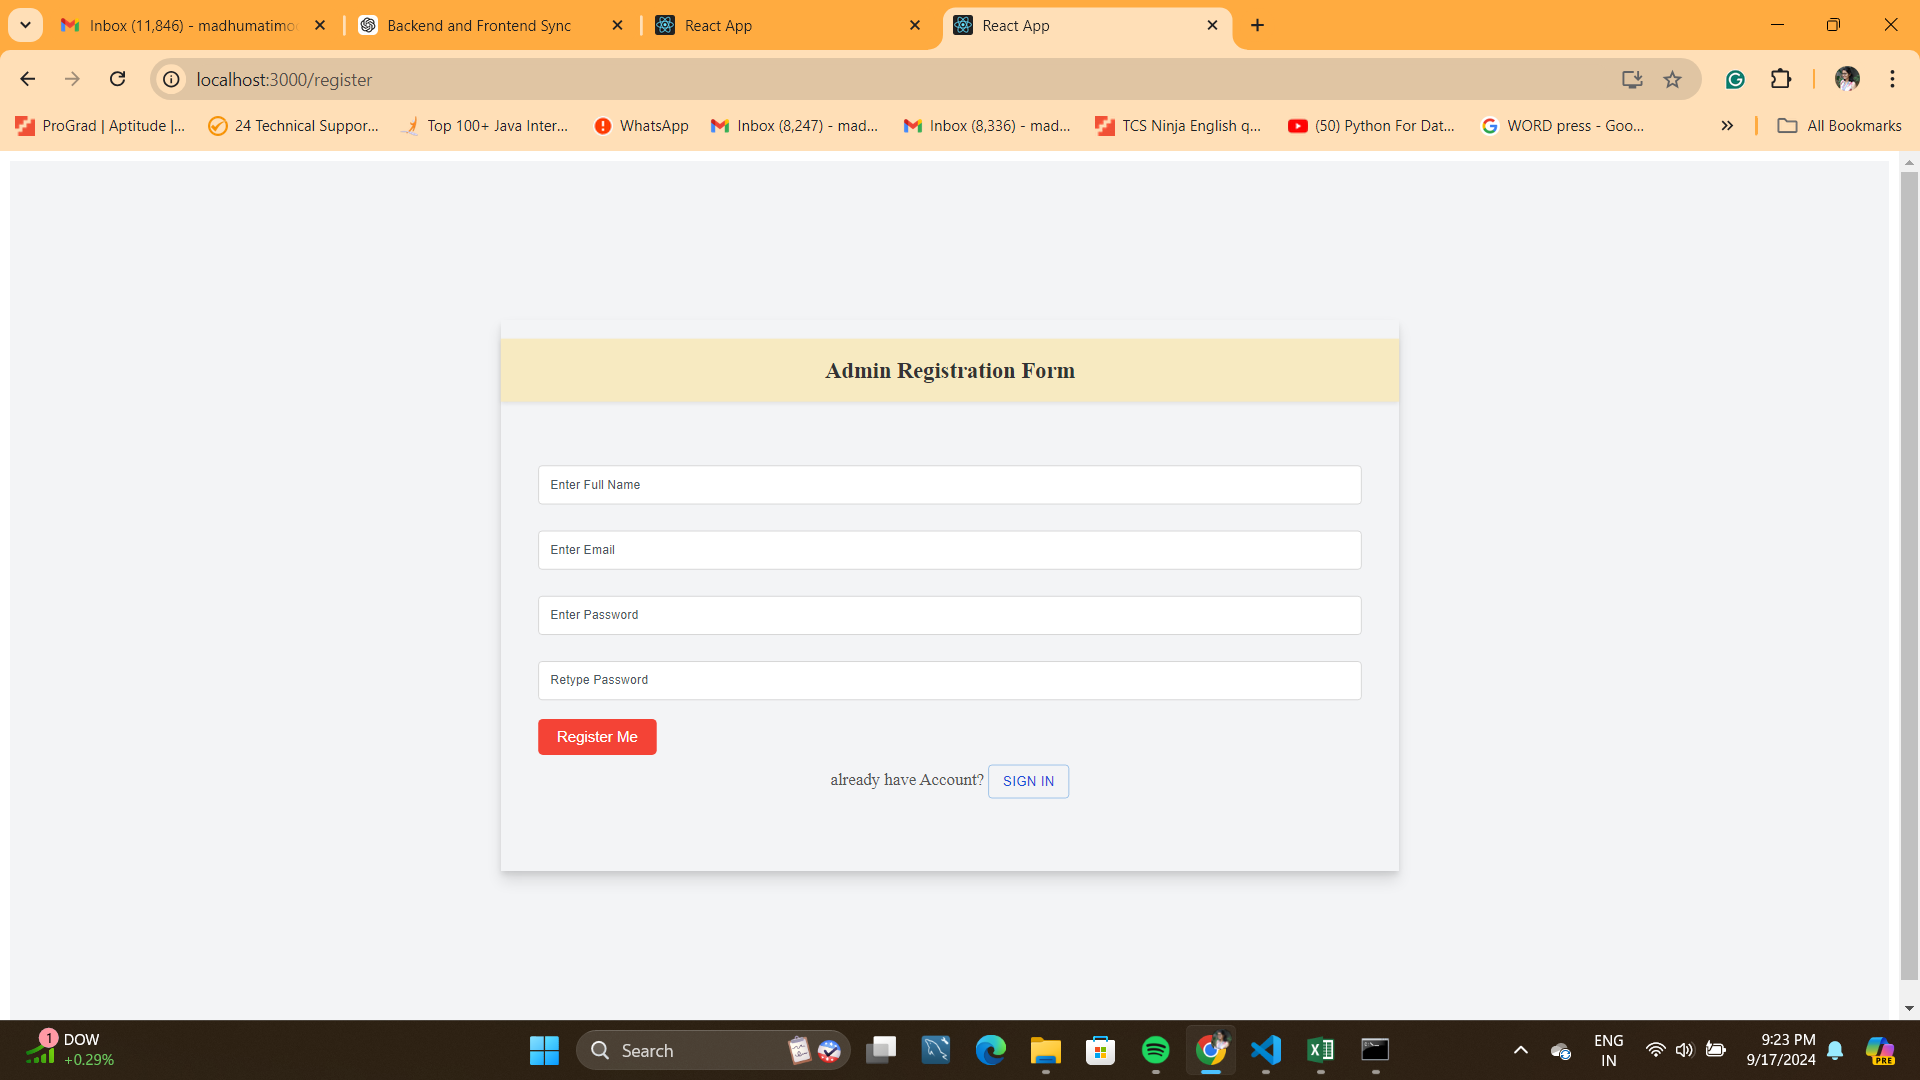 Inbox (11,846) - madhumatimo
Backend and Frontend Sync
React App
React App
localhost:3000/register
ProGrad | Aptitude |...
24 Technical Suppor...
Top 100+ Java Inter...
WhatsApp
Inbox (8,247) - mad...
Inbox (8,336) - mad...
TCS Ninja English q...
(50) Python For Dat...
WORD press - Goo...
All Bookmarks
Admin Registration Form
Enter Full Name
Enter Email
Enter Password
Retype Password
Register Me
already have Account? SIGN IN
1
DOW
+0.29%
Search
ENG
IN
9:23 PM
9/17/2024
PRE